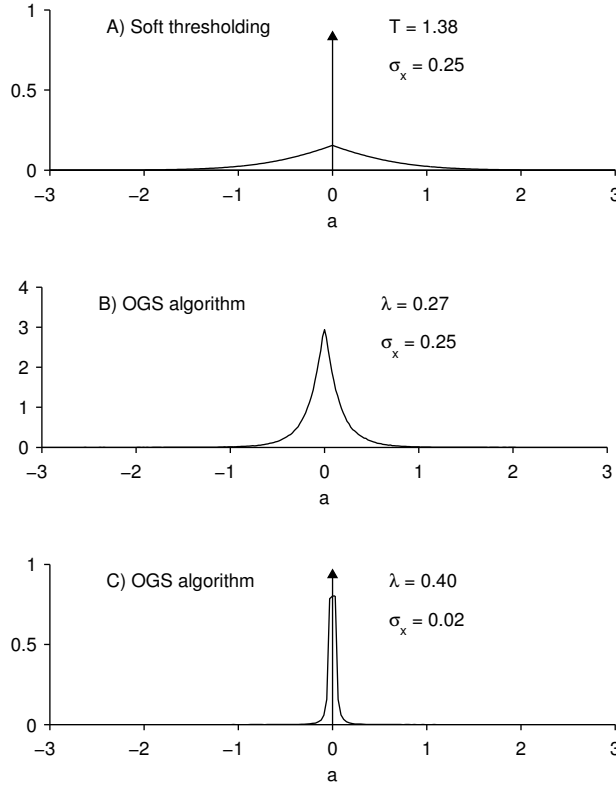 1
A) Soft thresholding
T = 1.38
σx = 0.25
0.5
0
−3 −2 −1 0 1 2 3
a
4
B) OGS algorithm
λ = 0.27
3
σx = 0.25
2
1
0
−3 −2 −1 0 1 2 3
a
1
C) OGS algorithm
λ = 0.40
σx = 0.02
0.5
0
−3 −2 −1 0 1 2 3
a